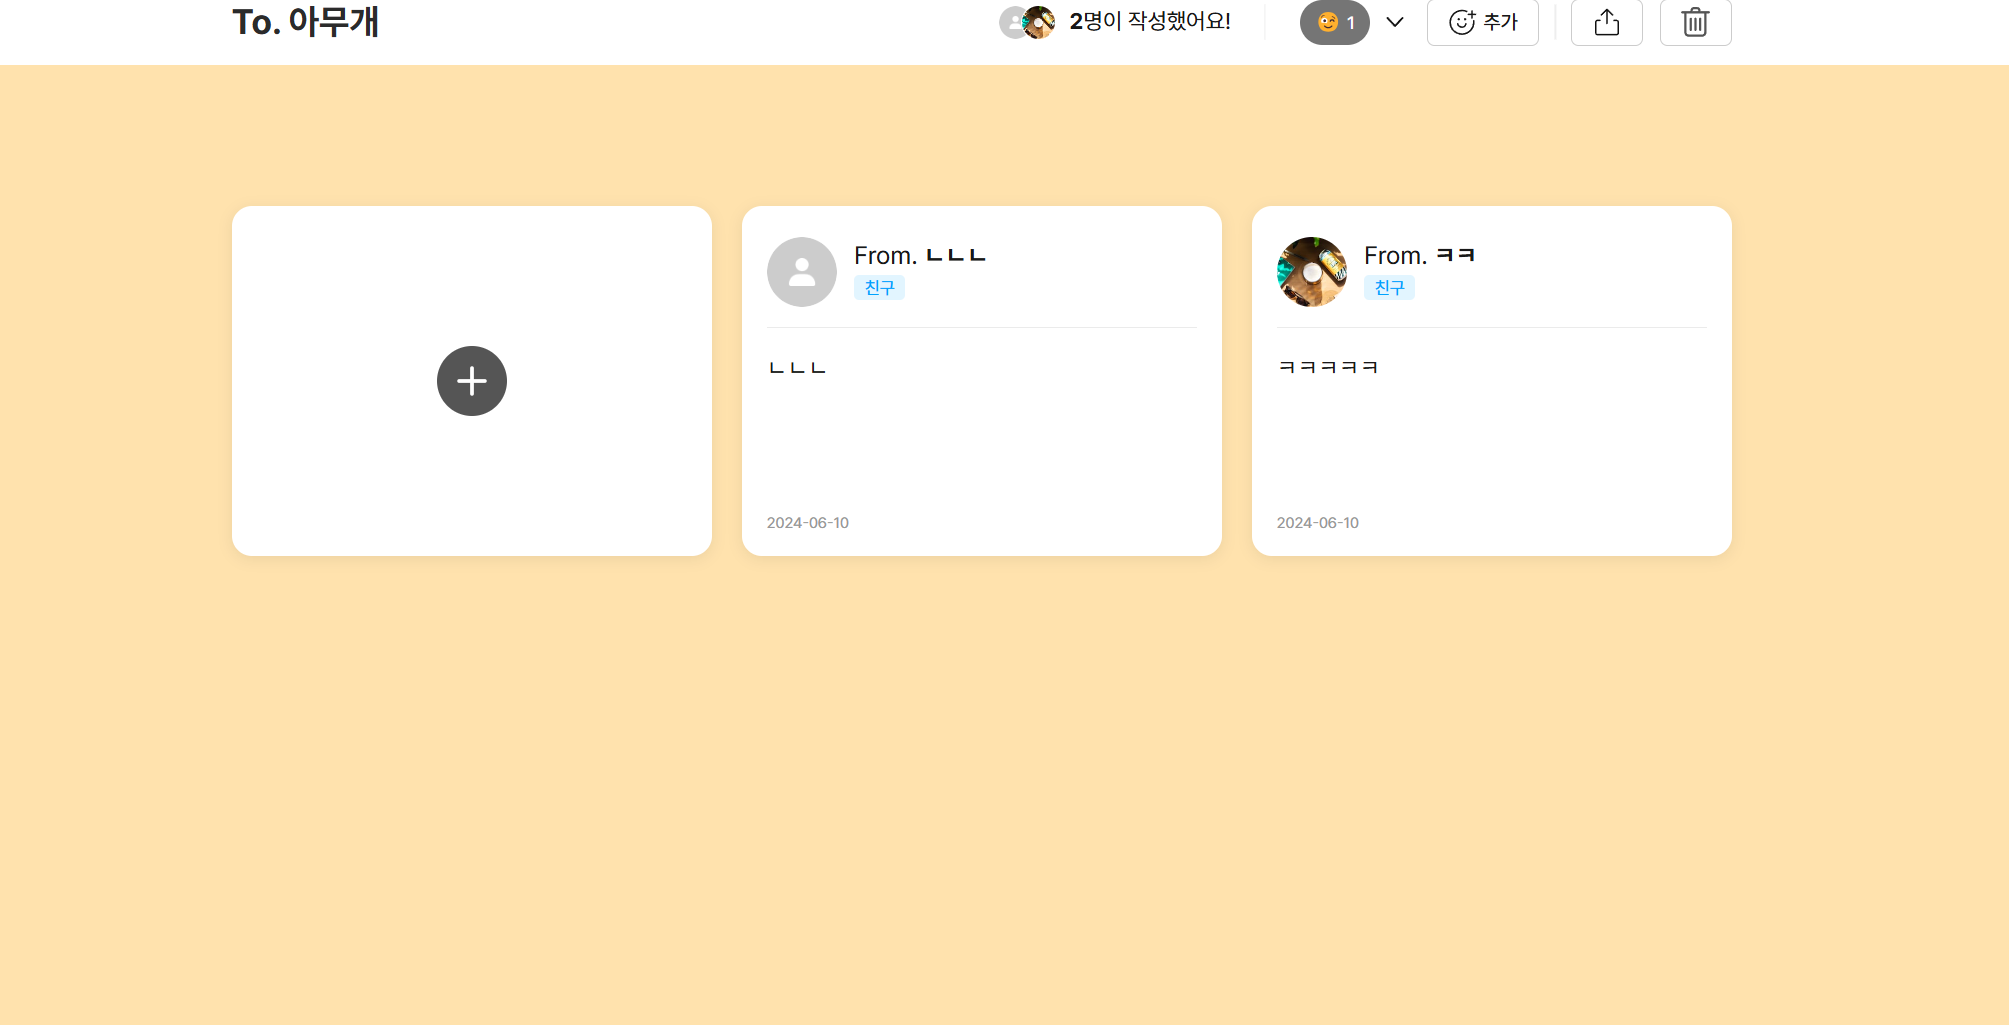 To. 아무개
2명이 작성했어요!
1
추가
From. ㄴㄴㄴ
친구
ㄴㄴㄴ
2024-06-10
From. ㅋㅋ
친구
ㅋㅋㅋㅋㅋ
2024-06-10